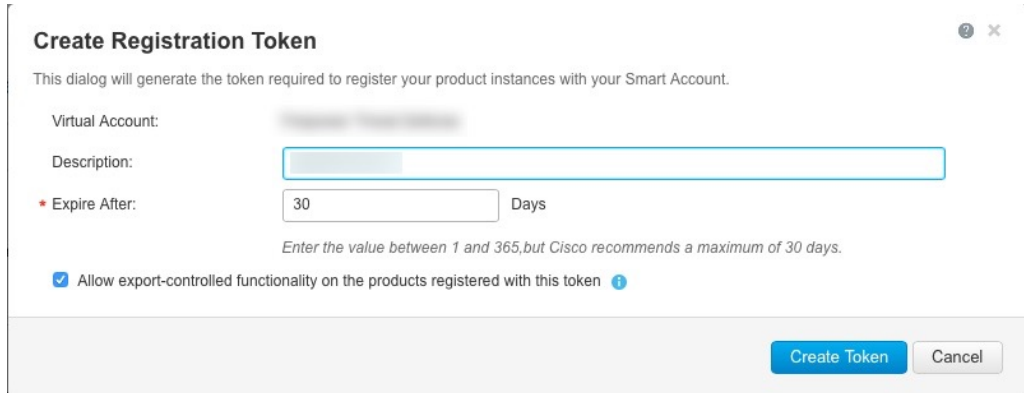 Create Registration Token
This dialog will generate the token required to register your product instances with your Smart Account.
Virtual Account:
Description:
* Expire After: 30 Days
Enter the value between 1 and 365,but Cisco recommends a maximum of 30 days.
Allow export-controlled functionality on the products registered with this token
Create Token Cancel